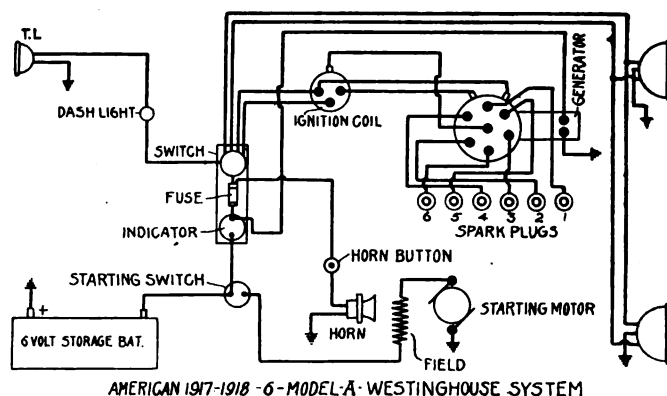 T.L
DASH LIGHT
SWITCH
FUSE
INDICATOR
STARTING SWITCH
+
6 VOLT STORAGE BAT.
IGNITION COIL
GENERATOR
6 5 4 3 2 1
SPARK PLUGS
HORN BUTTON
HORN
FIELD
STARTING MOTOR
AMERICAN 1917-1918-6-MODEL-A-WESTINGHOUSE SYSTEM